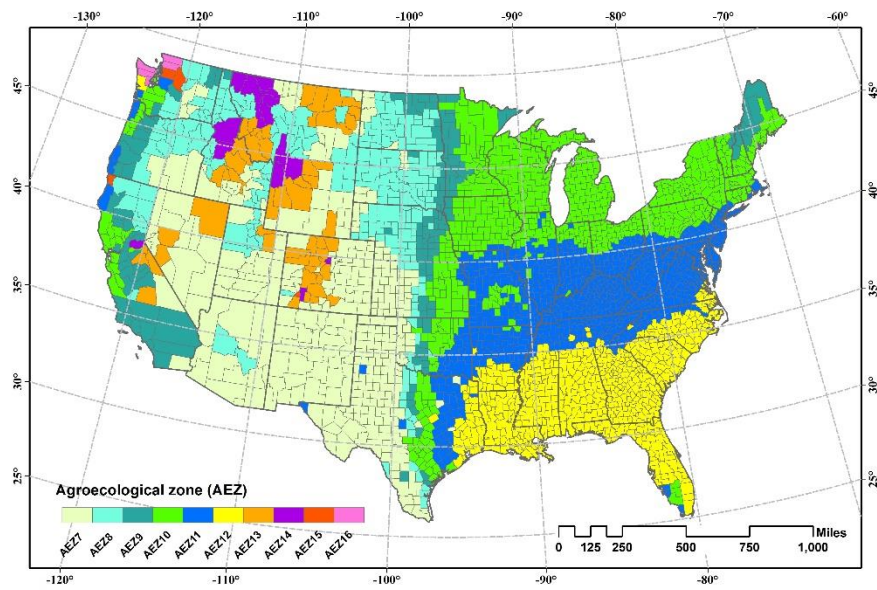 -130° -120° -110° -100° -90° -80° -70° -60°
45° 45°
40° 40°
35° 35°
30° 30°
25° 25°
Agroecological zone (AEZ)
AEZ7 AEZ8 AEZ9 AEZ10 AEZ11 AEZ12 AEZ13 AEZ14 AEZ15 AEZ16
0 125 250 500 750 1,000 Miles
-120° -110° -100° -90° -80°